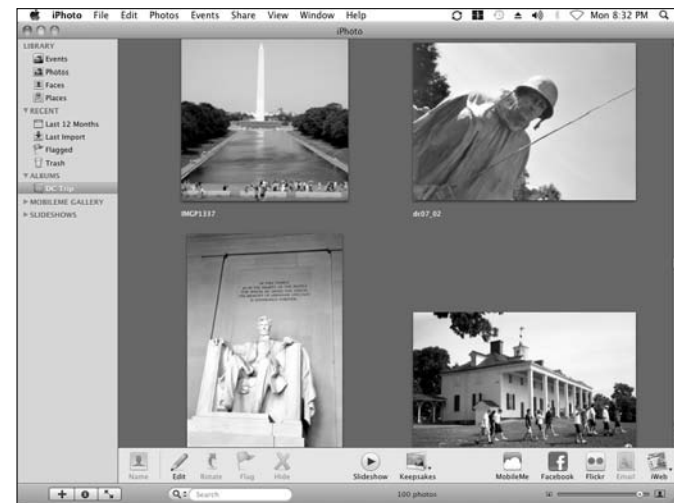 iPhoto File Edit Photos Events Share View Window Help Mon 8:32 PM
iPhoto
LIBRARY
Events
Photos
Faces
Places
RECENT
Last 12 Months
Last Import
Flagged
Trash
ALBUMS
DC Trip
MOBILEME GALLERY
SLIDESHOWS
IMGP1337
dc07_02
Name Edit Rotate Flag Hide Slideshow Keepsakes MobileMe Facebook Flickr Email iWeb
Search
100 photos